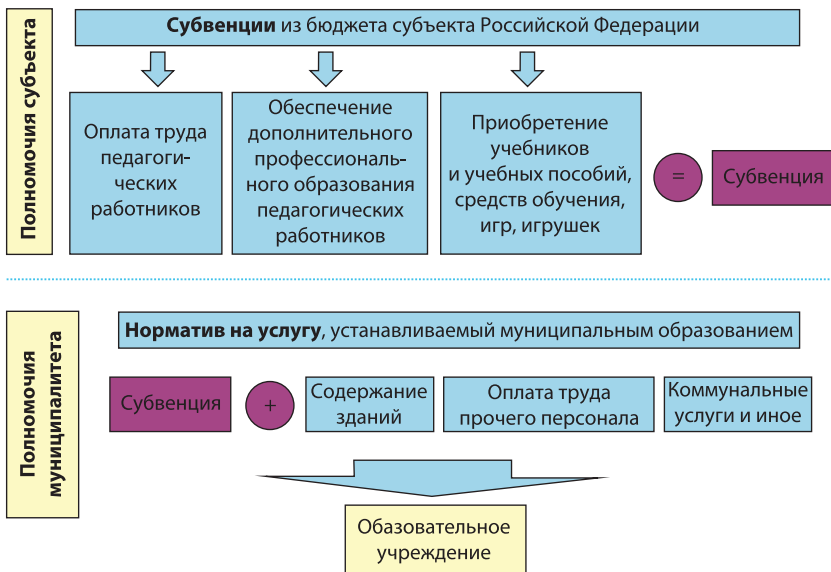 Полномочия субъекта
Субвенции из бюджета субъекта Российской Федерации
Оплата труда
педагоги-
ческих
работников
Обеспечение
дополнительного
профессиональ-
ного образования
педагогических
работников
Приобретение
учебников
и учебных пособий,
средств обучения,
игр, игрушек
=
Субвенция
Полномочия
муниципалитета
Норматив на услугу, устанавливаемый муниципальным образованием
Субвенция
+
Содержание
зданий
Оплата труда
прочего персонала
Коммунальные
услуги и иное
Обазовательное
учреждение